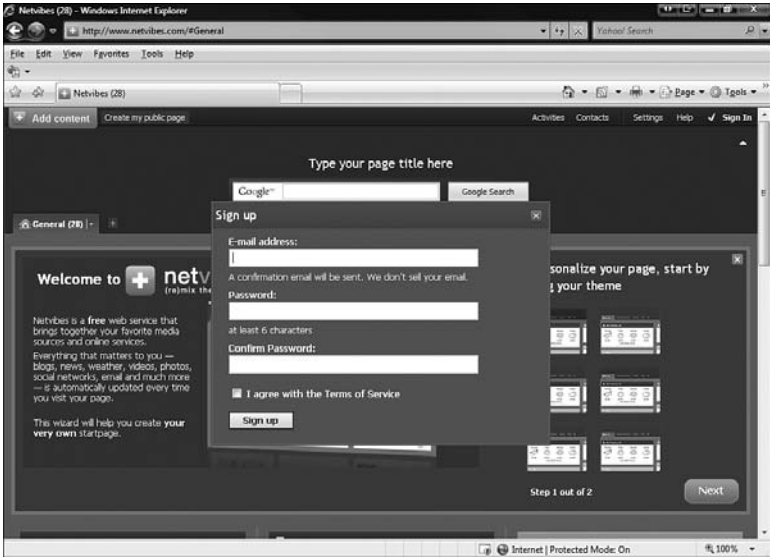 Netvibes (28) - Windows Internet Explorer
http://www.netvibes.com/#General
Yahoo! Search
File Edit View Favorites Tools Help
Netvibes (28)
Page Tools
Add content Create my public page Activities Contacts Settings Help Sign In
Type your page title here
Google Google Search
General (28)
Sign up
E-mail address:
A confirmation email will be sent. We don't sell your email.
Password:
at least 6 characters
Confirm Password:
I agree with the Terms of Service
Sign up
Welcome to netv
(re)mix the
Netvibes is a free web service that
brings together your favorite media
sources and online services.
Everything that matters to you —
blogs, news, weather, videos, photos,
social networks, email and much more
— is automatically updated every time
you visit your page.
This wizard will help you create your
very own startpage.
sonalize your page, start by
your theme
Step 1 out of 2
Next
Internet | Protected Mode: On 100%